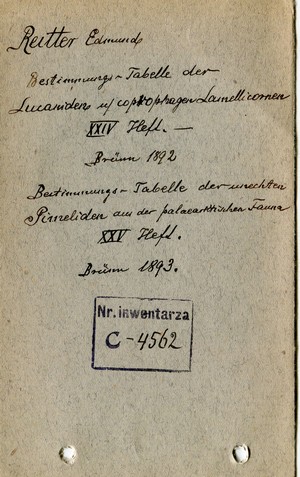 Reitter Edmund
Bestimmungs-Tabelle der
Lucaniden u/ coprophagen Lamellicornen
XXIV Heft. —
Brünn 1892
Bestimmungs-Tabelle der unechten
Pimeliden aus der palaearktischen Fauna
XXV Heft.
Brünn 1893.
Nr. inwentarza
C-4562